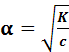 α = √(K/c)